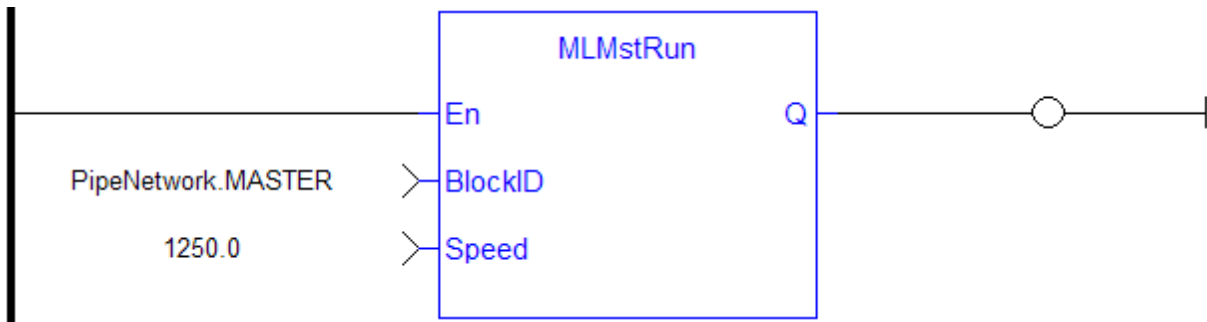 MLMstRun
En
Q
PipeNetwork.MASTER
BlockID
1250.0
Speed